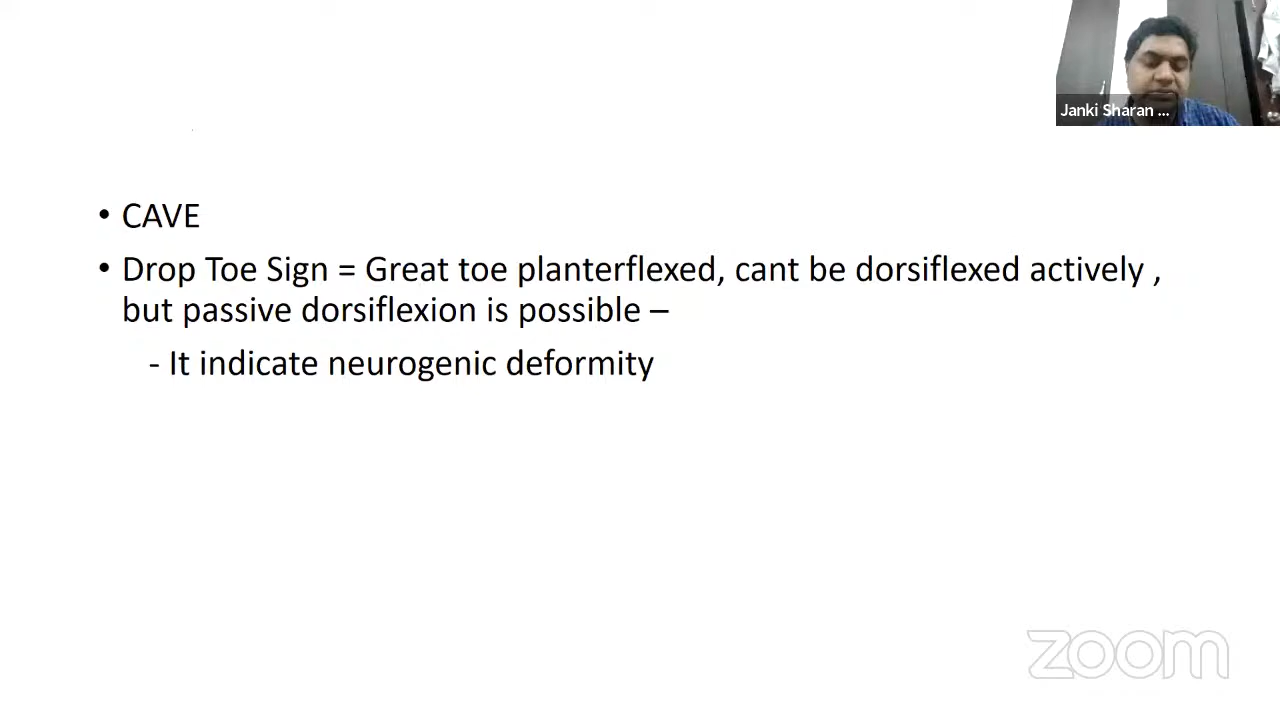 Janki Sharan ...
• CAVE
• Drop Toe Sign = Great toe planterflexed, cant be dorsiflexed actively ,
but passive dorsiflexion is possible –
- It indicate neurogenic deformity
zoom